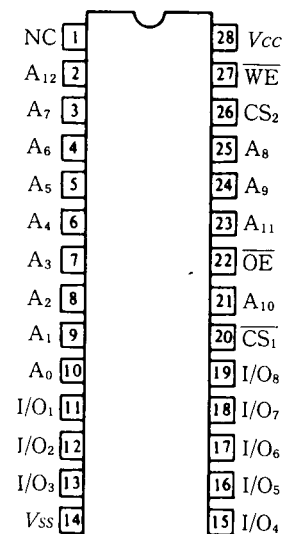 NC 1 28 Vcc
A12 2 27 WE
A7 3 26 CS2
A6 4 25 A8
A5 5 24 A9
A4 6 23 A11
A3 7 22 OE
A2 8 21 A10
A1 9 20 CS1
A0 10 19 I/O8
I/O1 11 18 I/O7
I/O2 12 17 I/O6
I/O3 13 16 I/O5
Vss 14 15 I/O4